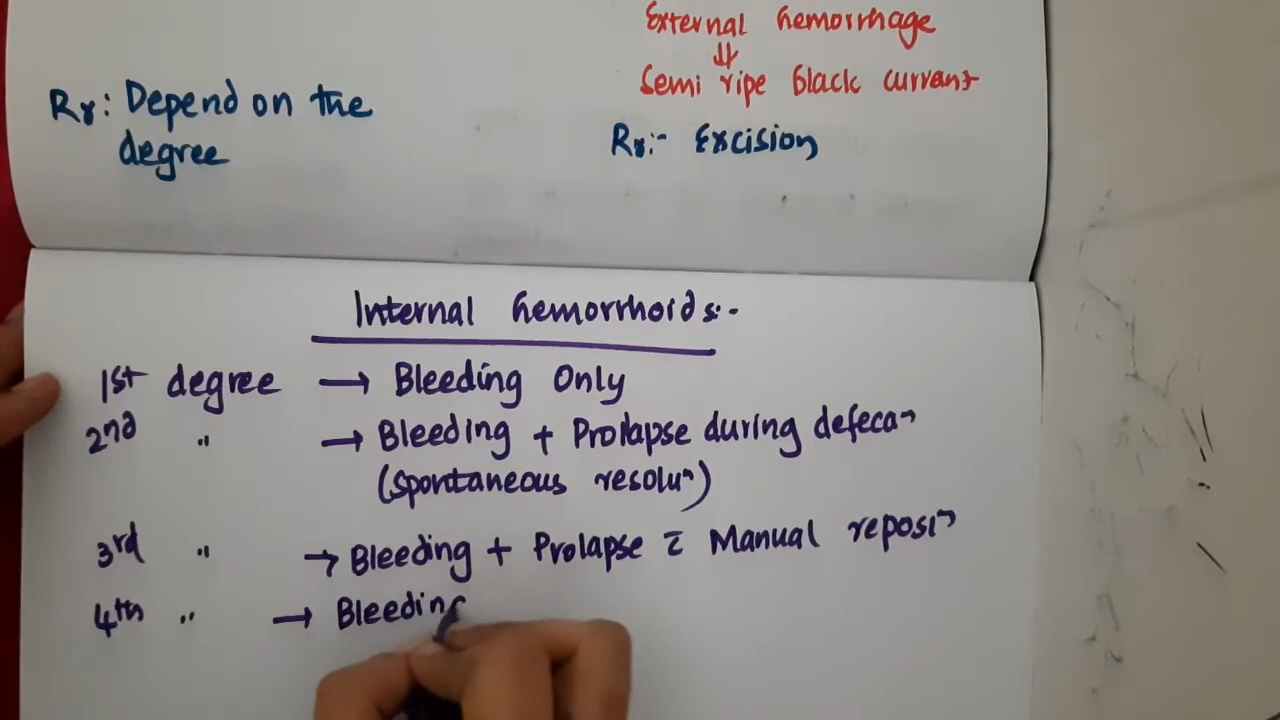 External hemorrhage
⇓
Semi ripe black currant
Rx: Depend on the
degree
Rx:- Excision
Internal hemorrhoids:-
1st degree → Bleeding Only
2nd " → Bleeding + Prolapse during defecaⁿ
(spontaneous resoluⁿ)
3rd " → Bleeding + Prolapse c̄ Manual reposiⁿ
4th " → Bleeding